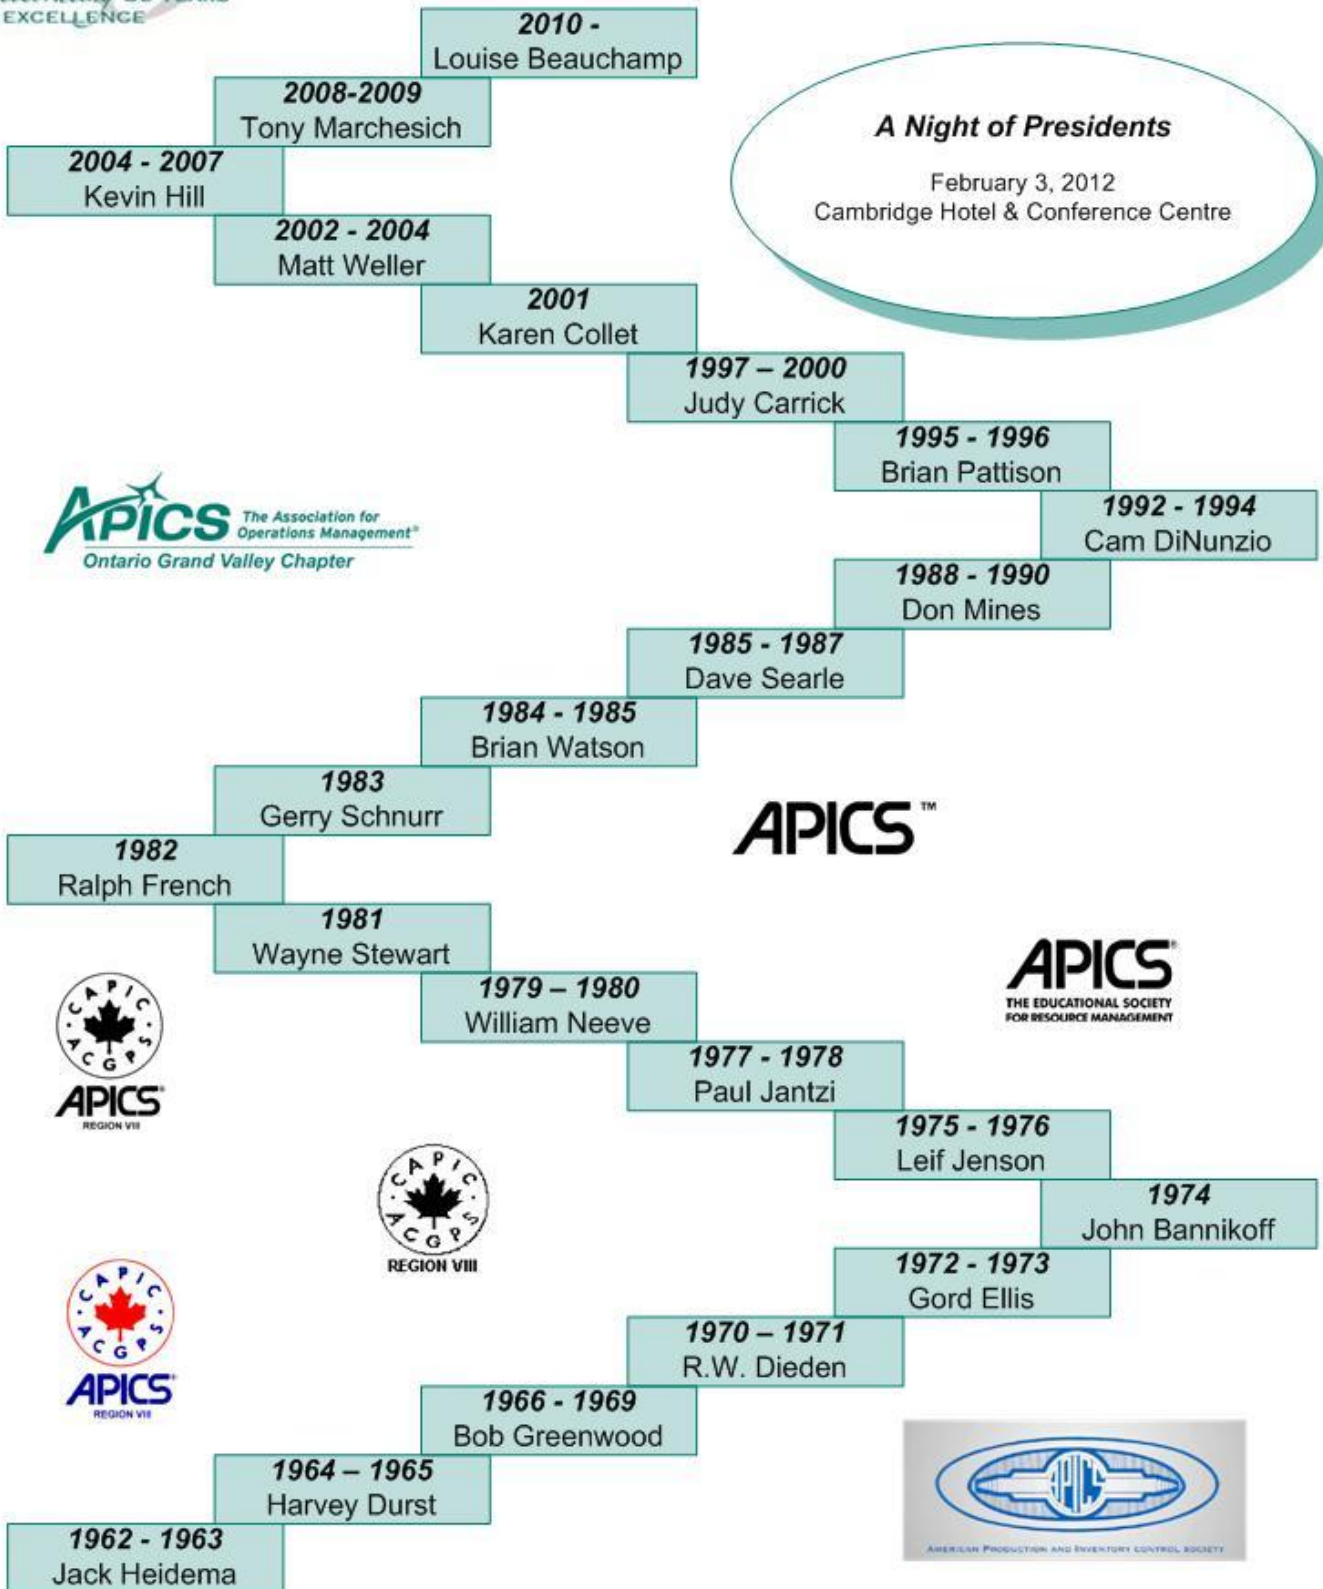 EXCELLENCE
2010 -
Louise Beauchamp
2008-2009
Tony Marchesich
2004 - 2007
Kevin Hill
2002 - 2004
Matt Weller
2001
Karen Collet
1997 – 2000
Judy Carrick
1995 - 1996
Brian Pattison
1992 - 1994
Cam DiNunzio
1988 - 1990
Don Mines
1985 - 1987
Dave Searle
1984 - 1985
Brian Watson
1983
Gerry Schnurr
1982
Ralph French
1981
Wayne Stewart
1979 – 1980
William Neeve
1977 - 1978
Paul Jantzi
1975 - 1976
Leif Jenson
1974
John Bannikoff
1972 - 1973
Gord Ellis
1970 – 1971
R.W. Dieden
1966 - 1969
Bob Greenwood
1964 – 1965
Harvey Durst
1962 - 1963
Jack Heidema
A Night of Presidents
February 3, 2012
Cambridge Hotel & Conference Centre
APICS The Association for
Operations Management®
Ontario Grand Valley Chapter
APICS™
APICS®
THE EDUCATIONAL SOCIETY
FOR RESOURCE MANAGEMENT
CAPIC · ACGPS ·
APICS®
REGION VIII
CAPIC · ACGPS ·
REGION VIII
CAPIC · ACGPS ·
APICS®
REGION VIII
APICS
AMERICAN PRODUCTION AND INVENTORY CONTROL SOCIETY